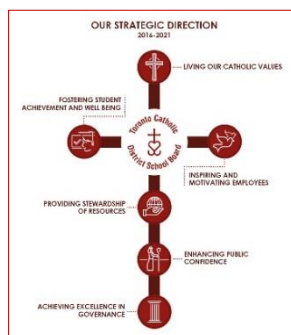 OUR STRATEGIC DIRECTION
2016-2021
LIVING OUR CATHOLIC VALUES
FOSTERING STUDENT
ACHIEVEMENT AND WELL BEING
Toronto Catholic
District School Board
INSPIRING AND
MOTIVATING EMPLOYEES
PROVIDING STEWARDSHIP
OF RESOURCES
ENHANCING PUBLIC
CONFIDENCE
ACHIEVING EXCELLENCE IN
GOVERNANCE